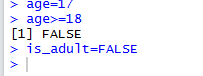 > age=17
> age>=18
[1] FALSE
> is_adult=FALSE
>